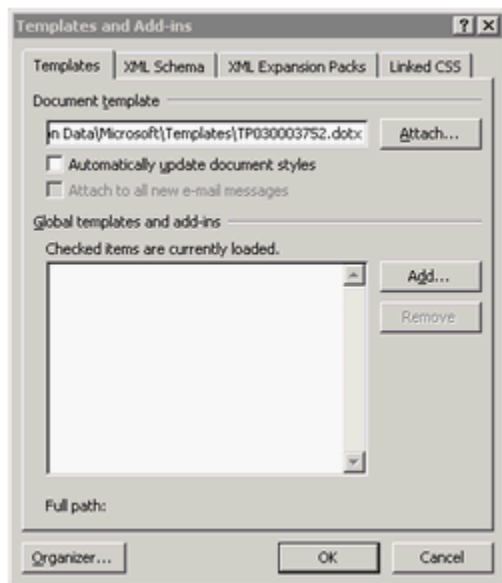 Templates and Add-ins
Templates XML Schema XML Expansion Packs Linked CSS
Document template
n Data\Microsoft\Templates\TP030003752.dotx Attach...
Automatically update document styles
Attach to all new e-mail messages
Global templates and add-ins
Checked items are currently loaded.
Add...
Remove
Full path:
Organizer... OK Cancel